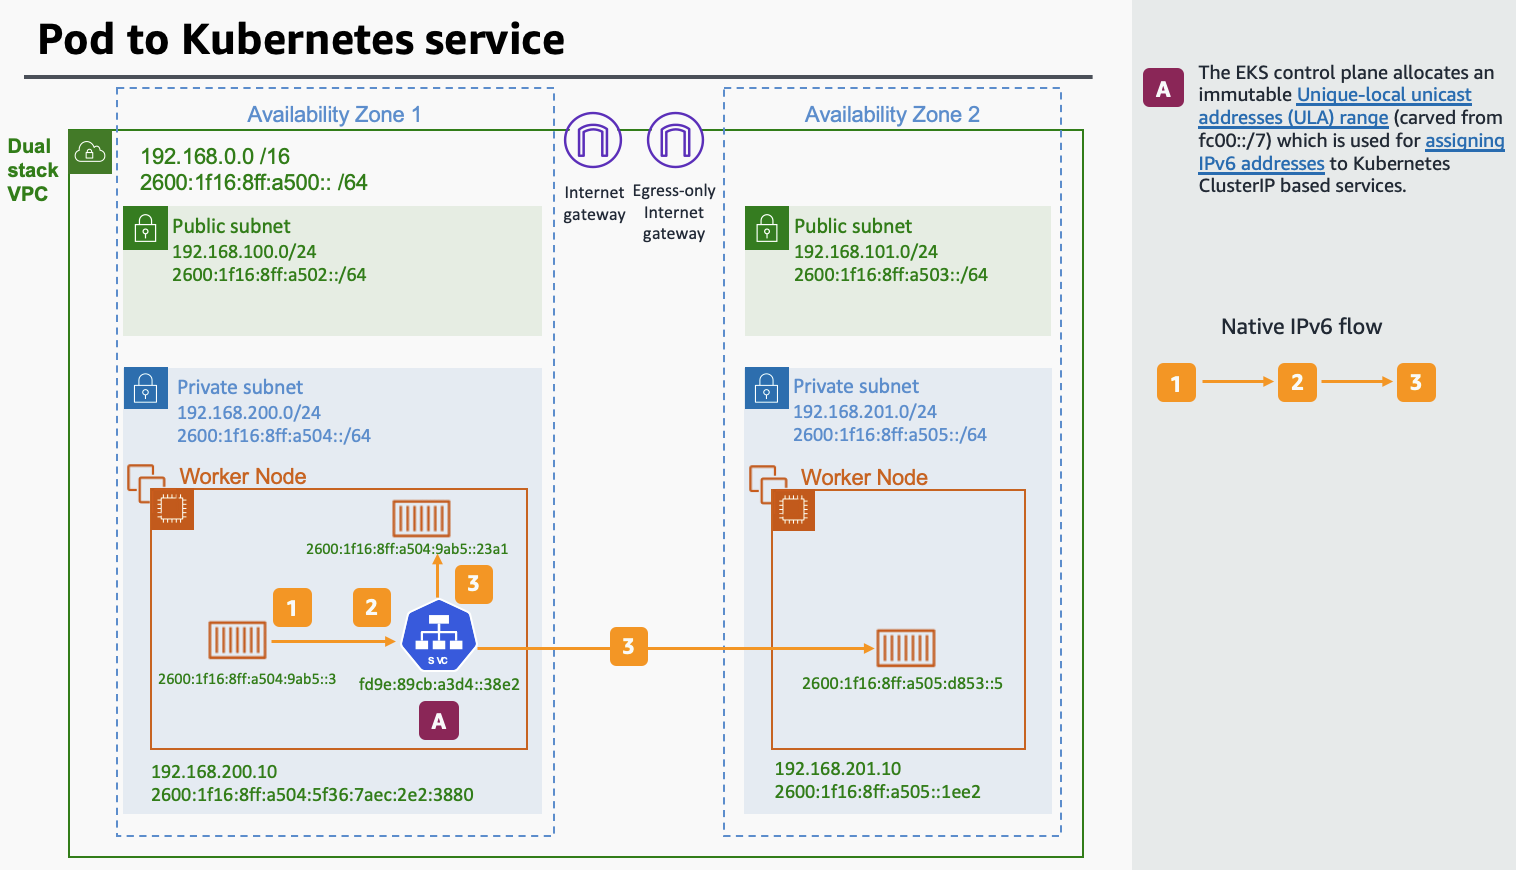 Pod to Kubernetes service
Availability Zone 1
Availability Zone 2
Dual
stack
VPC
192.168.0.0 /16
2600:1f16:8ff:a500:: /64
Internet
gateway
Egress-only
Internet
gateway
Public subnet
192.168.100.0/24
2600:1f16:8ff:a502::/64
Public subnet
192.168.101.0/24
2600:1f16:8ff:a503::/64
Private subnet
192.168.200.0/24
2600:1f16:8ff:a504::/64
Private subnet
192.168.201.0/24
2600:1f16:8ff:a505::/64
Worker Node
2600:1f16:8ff:a504:9ab5::23a1
3
1
2
S VC
2600:1f16:8ff:a504:9ab5::3
fd9e:89cb:a3d4::38e2
A
192.168.200.10
2600:1f16:8ff:a504:5f36:7aec:2e2:3880
3
Worker Node
2600:1f16:8ff:a505:d853::5
192.168.201.10
2600:1f16:8ff:a505::1ee2
A
The EKS control plane allocates an
immutable Unique-local unicast
addresses (ULA) range (carved from
fc00::/7) which is used for assigning
IPv6 addresses to Kubernetes
ClusterIP based services.
Native IPv6 flow
1
2
3